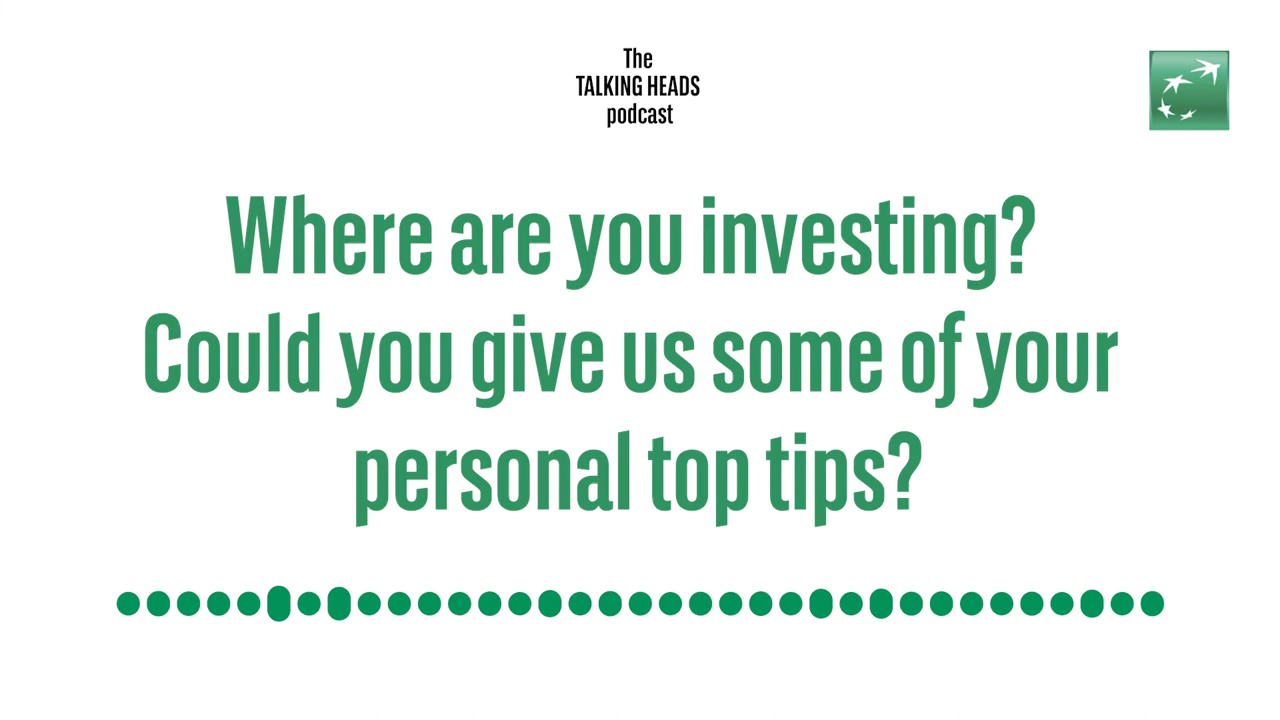 The
TALKING HEADS
podcast
Where are you investing?
Could you give us some of your
personal top tips?